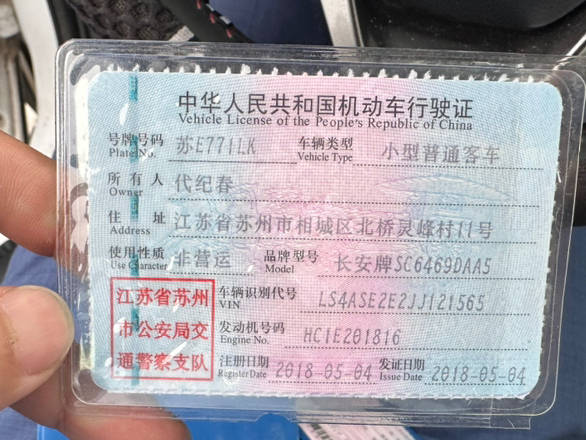 中华人民共和国机动车行驶证
Vehicle License of the People's Republic of China
号牌号码 苏E771LK 车辆类型 小型普通客车
Plate No. Vehicle Type
所有人 代纪春
Owner
住址 江苏省苏州市相城区北桥灵峰村11号
Address
使用性质 非营运 品牌型号 长安牌SC6469DAA5
Use Character Model
江苏省苏州
市公安局交
通警察支队
车辆识别代号 LS4ASE2E2JJ121565
VIN
发动机号码 HC1E201816
Engine No.
注册日期 2018-05-04 发证日期 2018-05-04
Register Date Issue Date